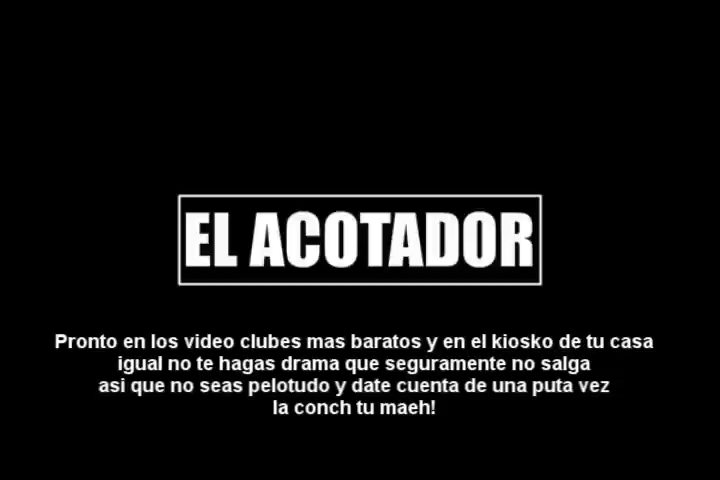 EL ACOTADOR
Pronto en los video clubes mas baratos y en el kiosko de tu casa
igual no te hagas drama que seguramente no salga
asi que no seas pelotudo y date cuenta de una puta vez
la conch tu maeh!